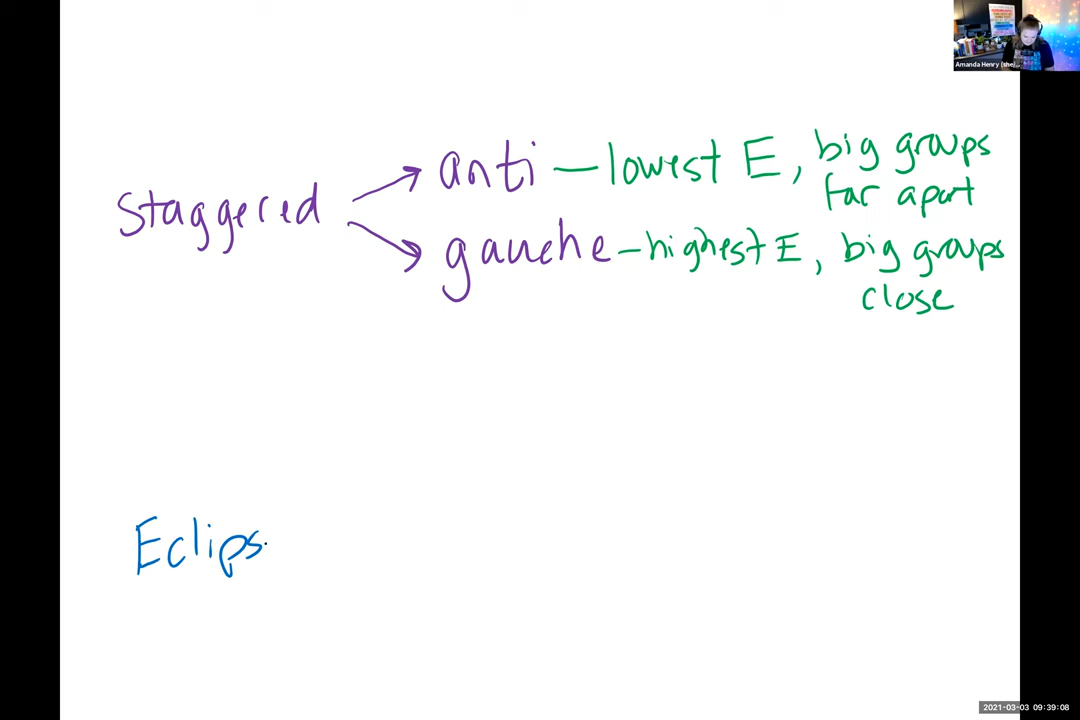 Amanda Henry (she/...
Staggered
anti – lowest E, big groups
far apart
gauche – highest E, big groups
close
Eclips
2021-03-03 09:39:08